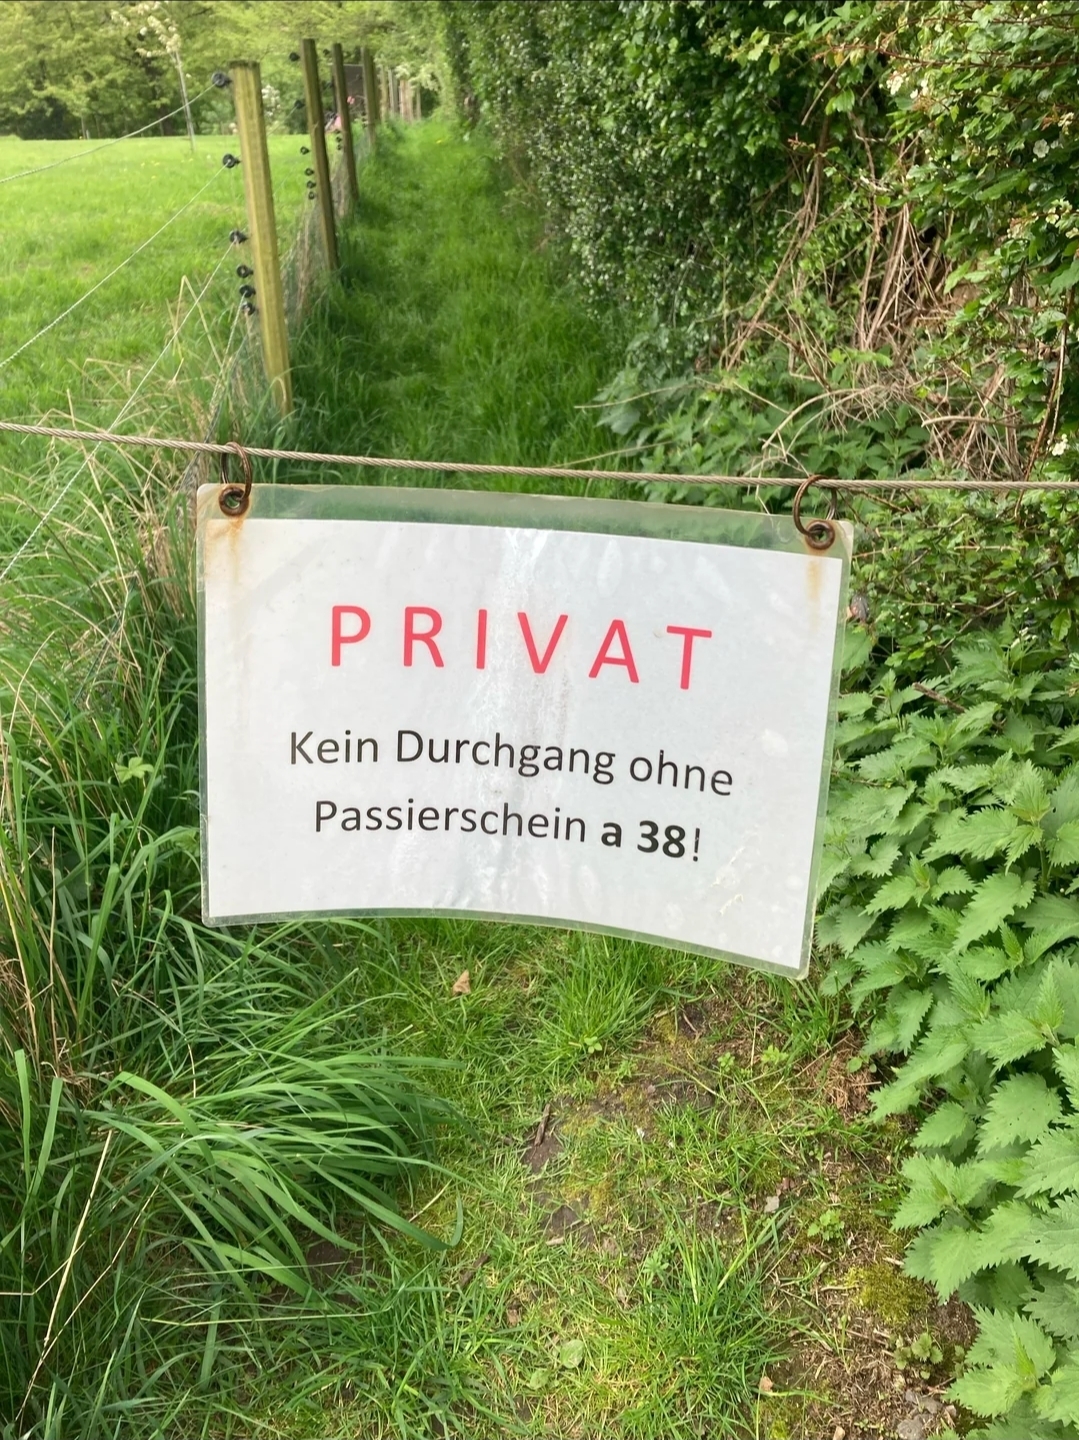 PRIVAT
Kein Durchgang ohne
Passierschein a 38!